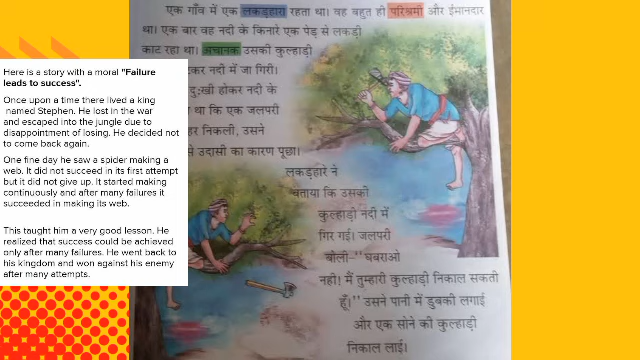 एक गाँव में एक लकड़हारा रहता था। वह बहुत ही परिश्रमी और ईमानदार
था। एक बार वह नदी के किनारे एक पेड़ से लकड़ी
काट रहा था। अचानक उसकी कुल्हाड़ी
कर नदी में जा गिरी।
दुःखी होकर नदी के
था कि एक जलपरी
हर निकली, उसने
से उदासी का कारण पूछा।
लकड़हारे ने
बताया कि उसकी
कुल्हाड़ी नदी में
गिर गई। जलपरी
बोली-"घबराओ
नही! मैं तुम्हारी कुल्हाड़ी निकाल सकती
हूँ।" उसने पानी में डुबकी लगाई
और एक सोने की कुल्हाड़ी
निकाल लाई।
Here is a story with a moral "Failure
leads to success".
Once upon a time there lived a king
named Stephen. He lost in the war
and escaped into the jungle due to
disappointment of losing. He decided not
to come back again.
One fine day he saw a spider making a
web. It did not succeed in its first attempt
but it did not give up. It started making
continuously and after many failures it
succeeded in making its web.
This taught him a very good lesson. He
realized that success could be achieved
only after many failures. He went back to
his kingdom and won against his enemy
after many attempts.